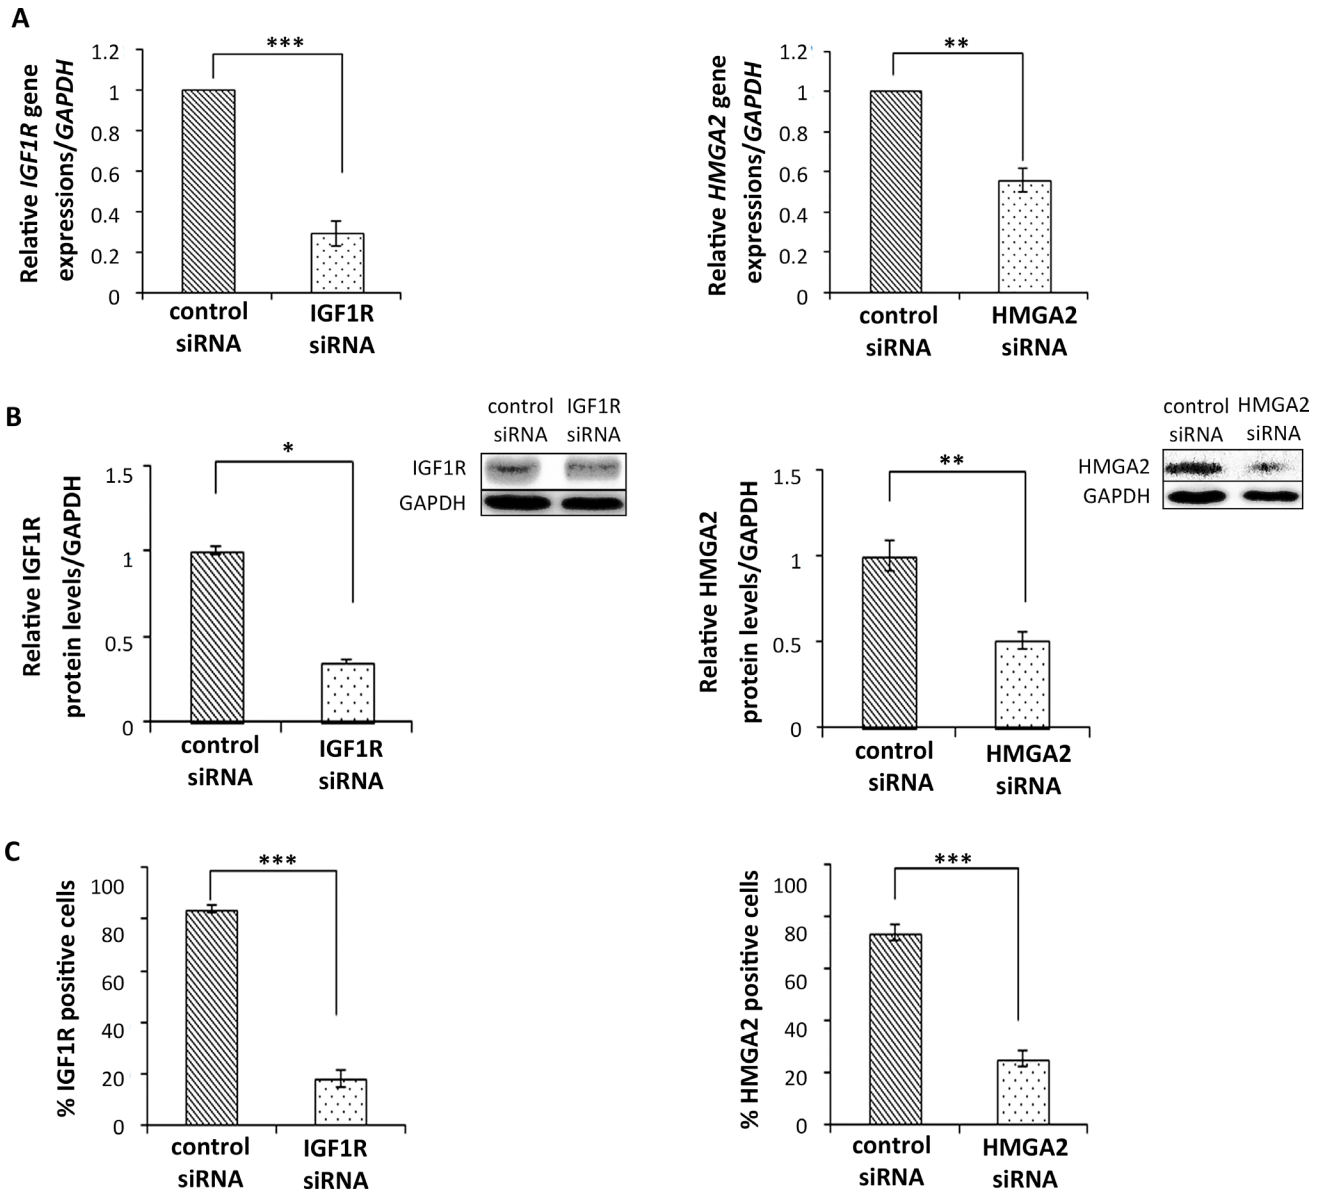 A
Relative IGF1R gene
expressions/GAPDH
1.2
1
0.8
0.6
0.4
0.2
0
***
control
siRNA
IGF1R
siRNA
Relative HMGA2 gene
expressions/GAPDH
1.2
1
0.8
0.6
0.4
0.2
0
**
control
siRNA
HMGA2
siRNA
B
Relative IGF1R
protein levels/GAPDH
1.5
1
0.5
0
*
control
siRNA
IGF1R
siRNA
control
siRNA
IGF1R
siRNA
IGF1R
GAPDH
Relative HMGA2
protein levels/GAPDH
1.5
1
0.5
0
**
control
siRNA
HMGA2
siRNA
control
siRNA
HMGA2
siRNA
HMGA2
GAPDH
C
% IGF1R positive cells
100
80
60
40
20
0
***
control
siRNA
IGF1R
siRNA
% HMGA2 positive cells
100
80
60
40
20
0
***
control
siRNA
HMGA2
siRNA